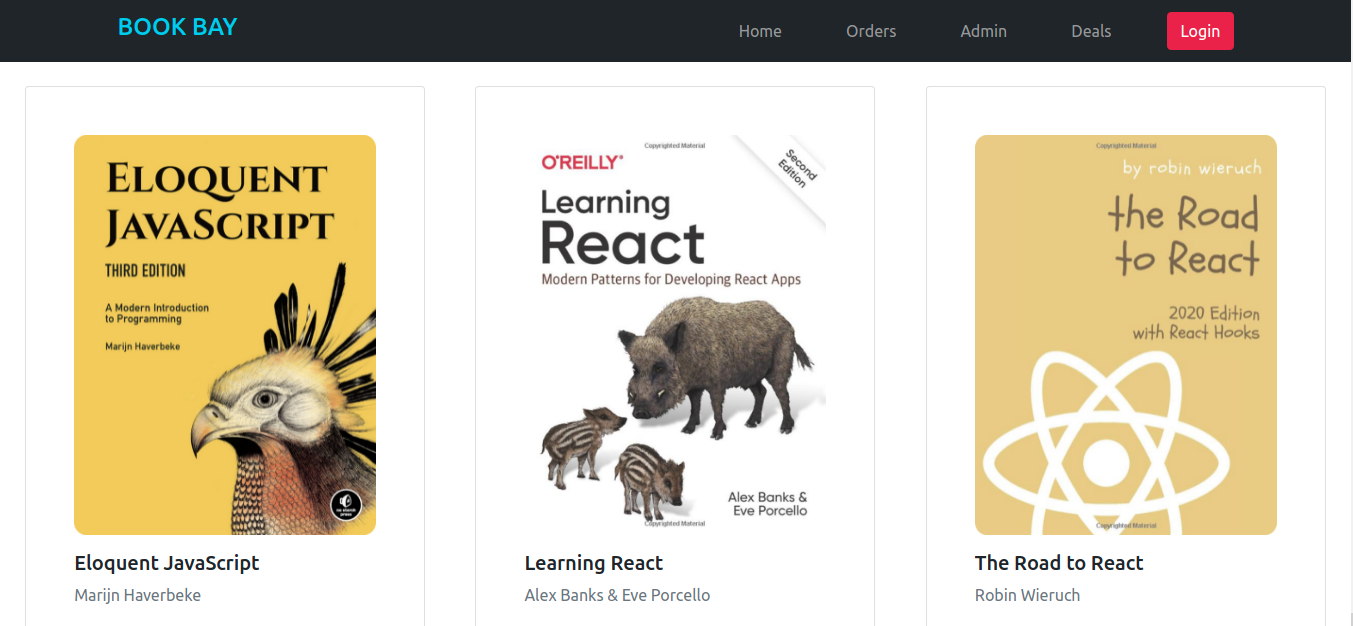 BOOK BAY
Home
Orders
Admin
Deals
Login
ELOQUENT
JAVASCRIPT
THIRD EDITION
A Modern Introduction
to Programming
Marijn Haverbeke
no starch
press
Eloquent JavaScript
Marijn Haverbeke
Copyrighted Material
O'REILLY®
Second
Edition
Learning
React
Modern Patterns for Developing React Apps
Alex Banks &
Eve Porcello
Copyrighted Material
Learning React
Alex Banks & Eve Porcello
Copyrighted Material
by robin wieruch
the Road
to React
2020 Edition
with React Hooks
Copyrighted Material
The Road to React
Robin Wieruch